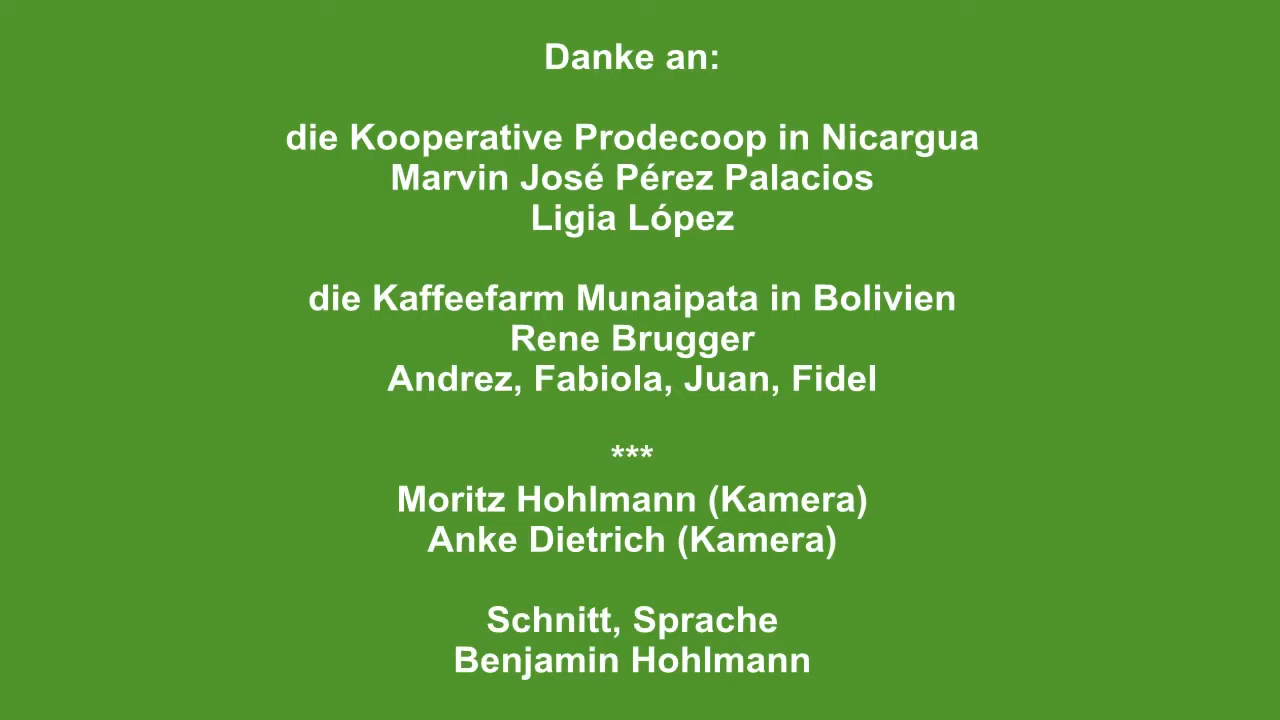 Danke an:
die Kooperative Prodecoop in Nicargua
Marvin José Pérez Palacios
Ligia López
die Kaffeefarm Munaipata in Bolivien
Rene Brugger
Andrez, Fabiola, Juan, Fidel
***
Moritz Hohlmann (Kamera)
Anke Dietrich (Kamera)
Schnitt, Sprache
Benjamin Hohlmann